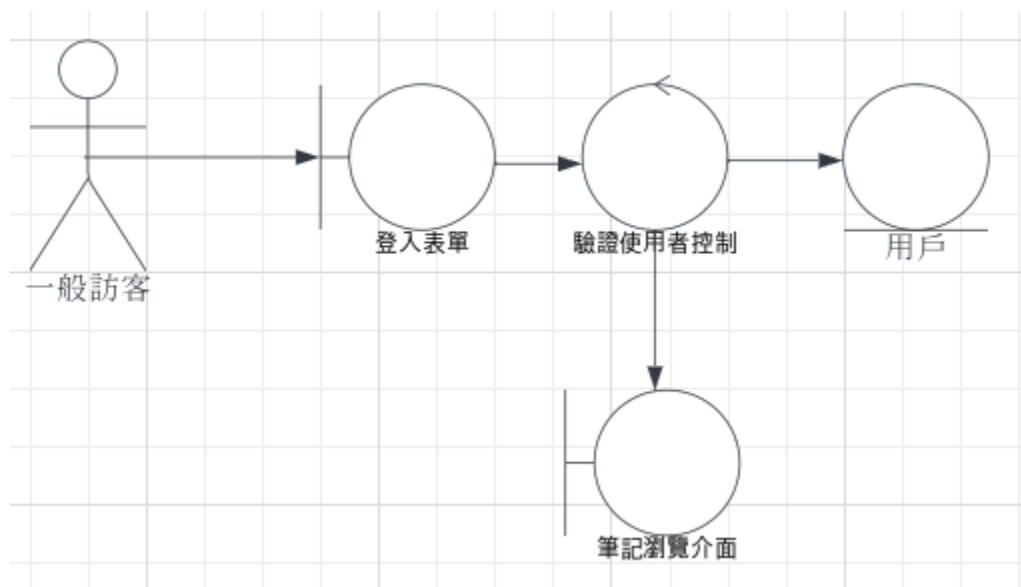 登入表單
驗證使用者控制
用戶
一般訪客
筆記瀏覽介面